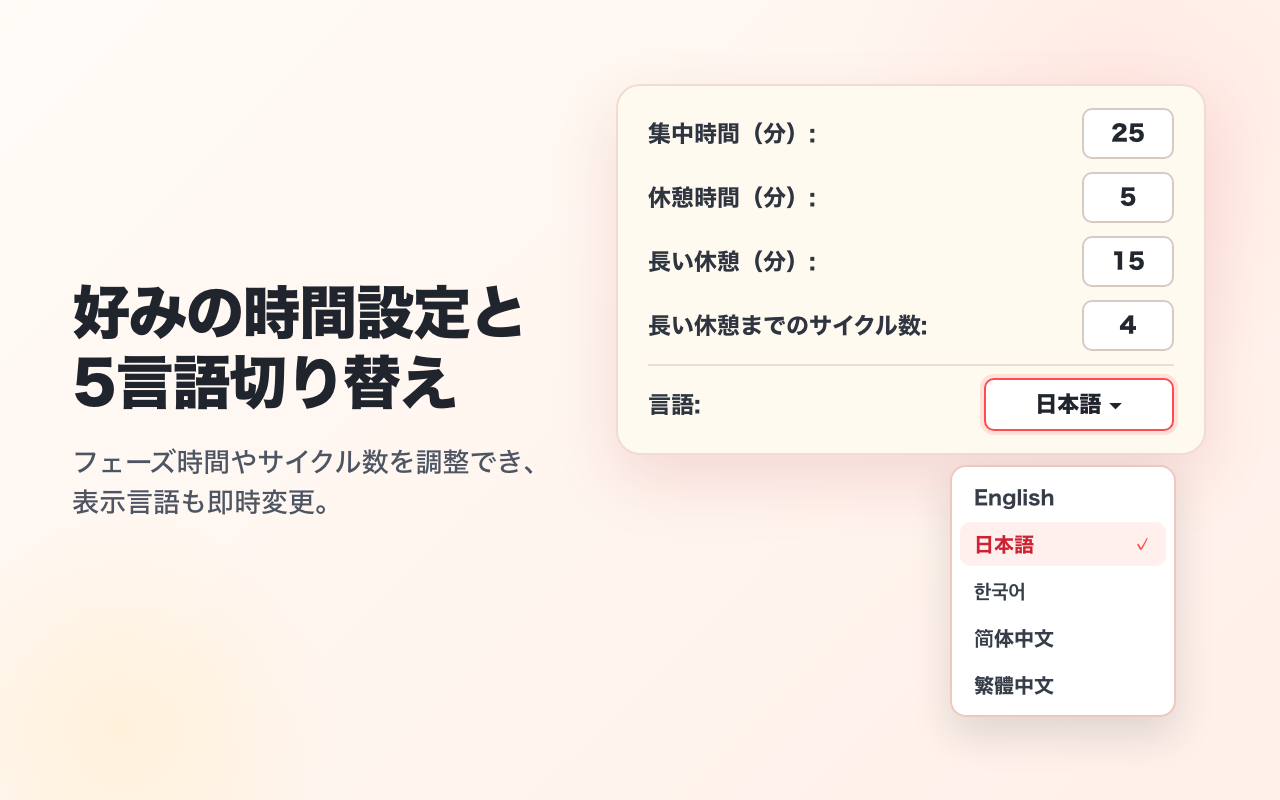 好みの時間設定と
5言語切り替え
フェーズ時間やサイクル数を調整でき、
表示言語も即時変更。
集中時間（分）: 25
休憩時間（分）: 5
長い休憩（分）: 15
長い休憩までのサイクル数: 4
言語: 日本語
English
日本語 ✓
한국어
简体中文
繁體中文